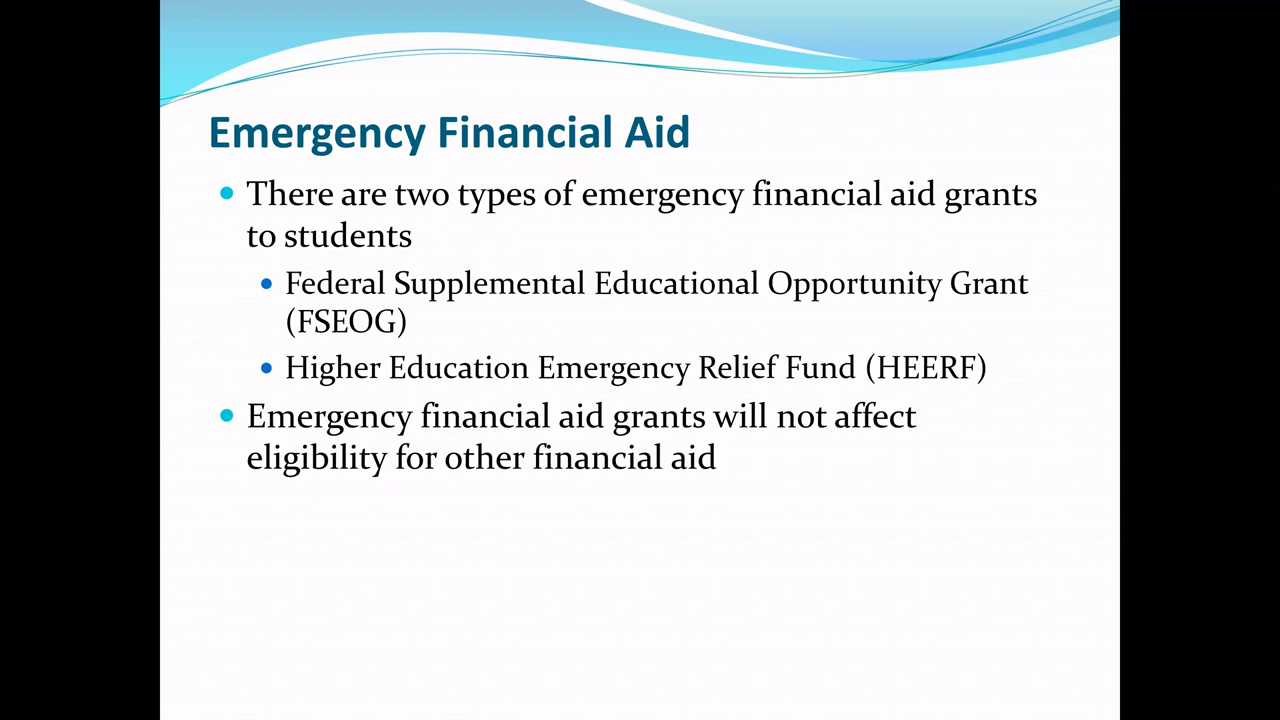 Emergency Financial Aid
• There are two types of emergency financial aid grants
to students
• Federal Supplemental Educational Opportunity Grant
(FSEOG)
• Higher Education Emergency Relief Fund (HEERF)
• Emergency financial aid grants will not affect
eligibility for other financial aid